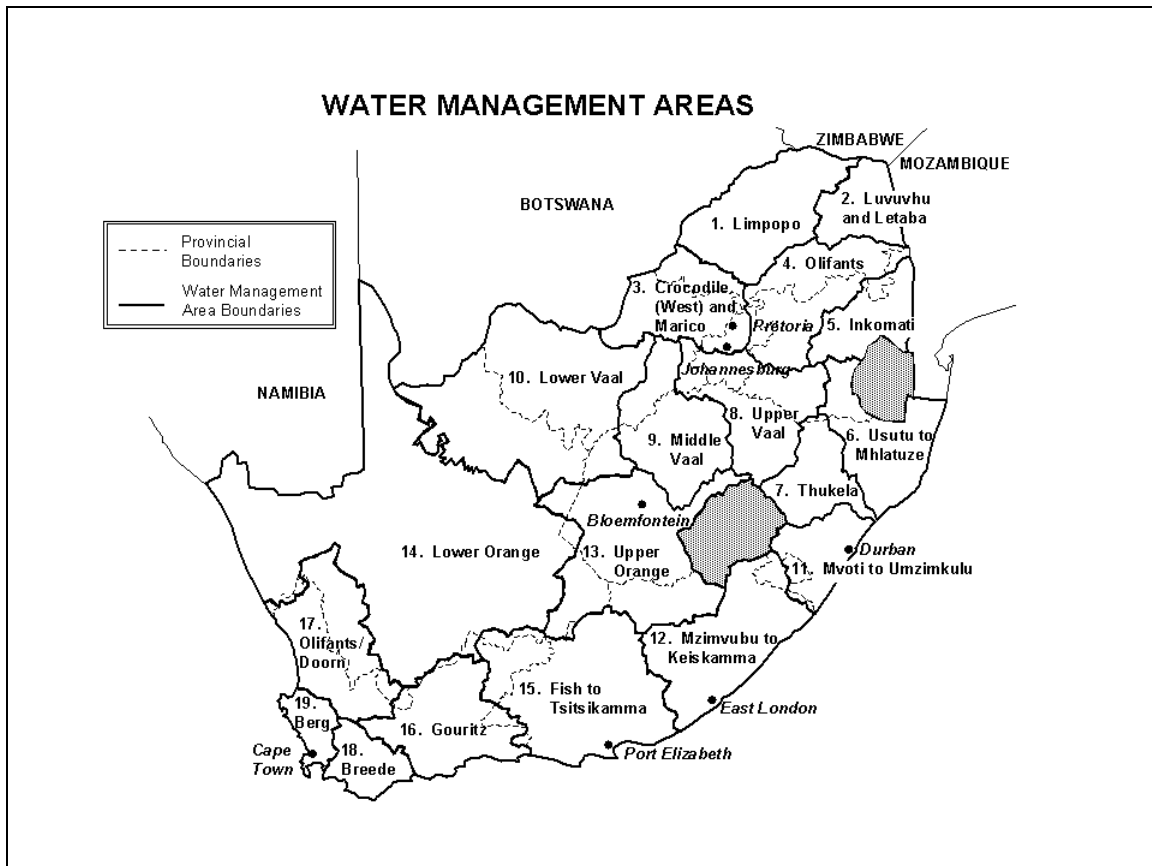 WATER MANAGEMENT AREAS
ZIMBABWE
MOZAMBIQUE
BOTSWANA
NAMIBIA
Provincial
Boundaries
Water Management
Area Boundaries
1. Limpopo
2. Luvuvhu
and Letaba
3. Crocodile
(West) and
Marico
4. Olifants
Pretoria
5. Inkomati
Johannesburg
10. Lower Vaal
8. Upper
Vaal
9. Middle
Vaal
6. Usutu to
Mhlatuze
7. Thukela
Bloemfontein
14. Lower Orange
13. Upper
Orange
Durban
11. Mvoti to Umzimkulu
12. Mzimvubu to
Keiskamma
17.
Olifants/
Doorn
15. Fish to
Tsitsikamma
East London
19.
Berg
16. Gouritz
Cape
Town
18.
Breede
Port Elizabeth